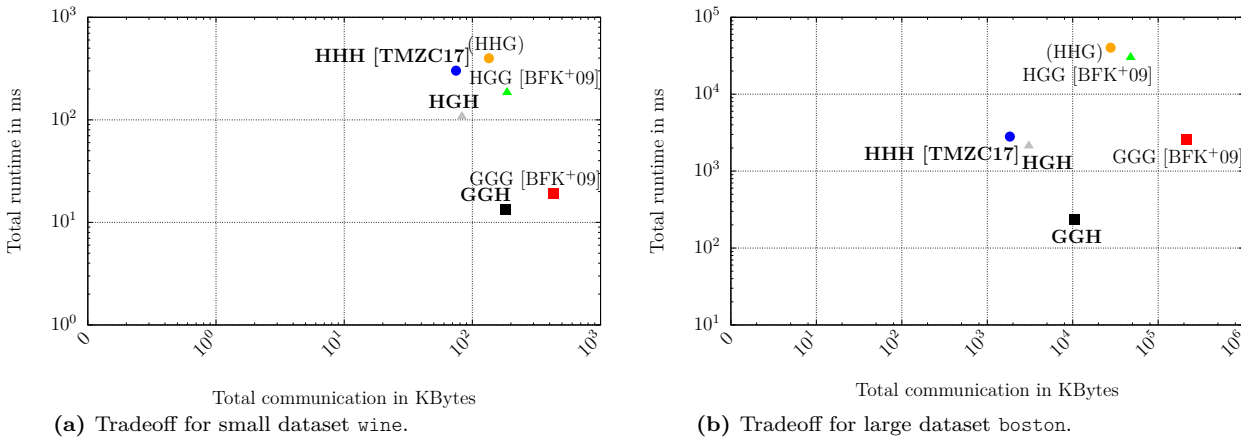 10³
10²
10¹
10⁰
Total runtime in ms
HHH [TMZC17]
(HHG)
HGG [BFK⁺09]
HGH
GGG [BFK⁺09]
GGH
0
10⁰
10¹
10²
10³
Total communication in KBytes
(a) Tradeoff for small dataset wine.
10⁵
10⁴
10³
10²
10¹
Total runtime in ms
(HHG)
HGG [BFK⁺09]
HHH [TMZC17]
HGH
GGG [BFK⁺09]
GGH
0
10¹
10²
10³
10⁴
10⁵
10⁶
Total communication in KBytes
(b) Tradeoff for large dataset boston.